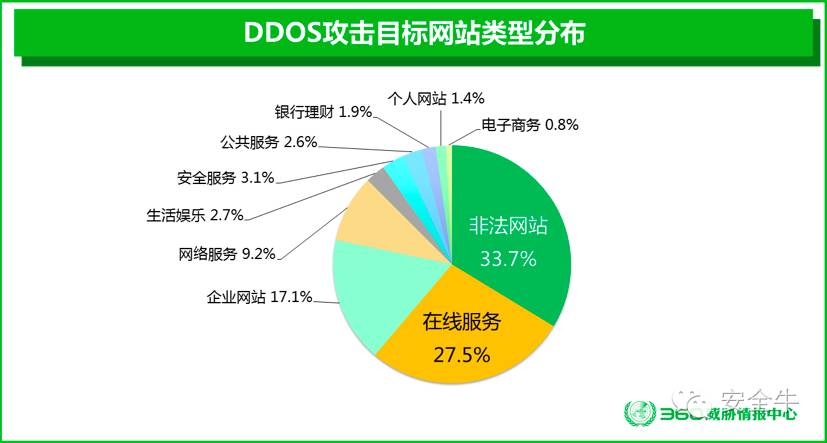 DDOS攻击目标网站类型分布
个人网站 1.4%
银行理财 1.9%
电子商务 0.8%
公共服务 2.6%
安全服务 3.1%
生活娱乐 2.7%
非法网站
33.7%
网络服务 9.2%
企业网站 17.1%
在线服务
27.5%
安全牛
360威胁情报中心